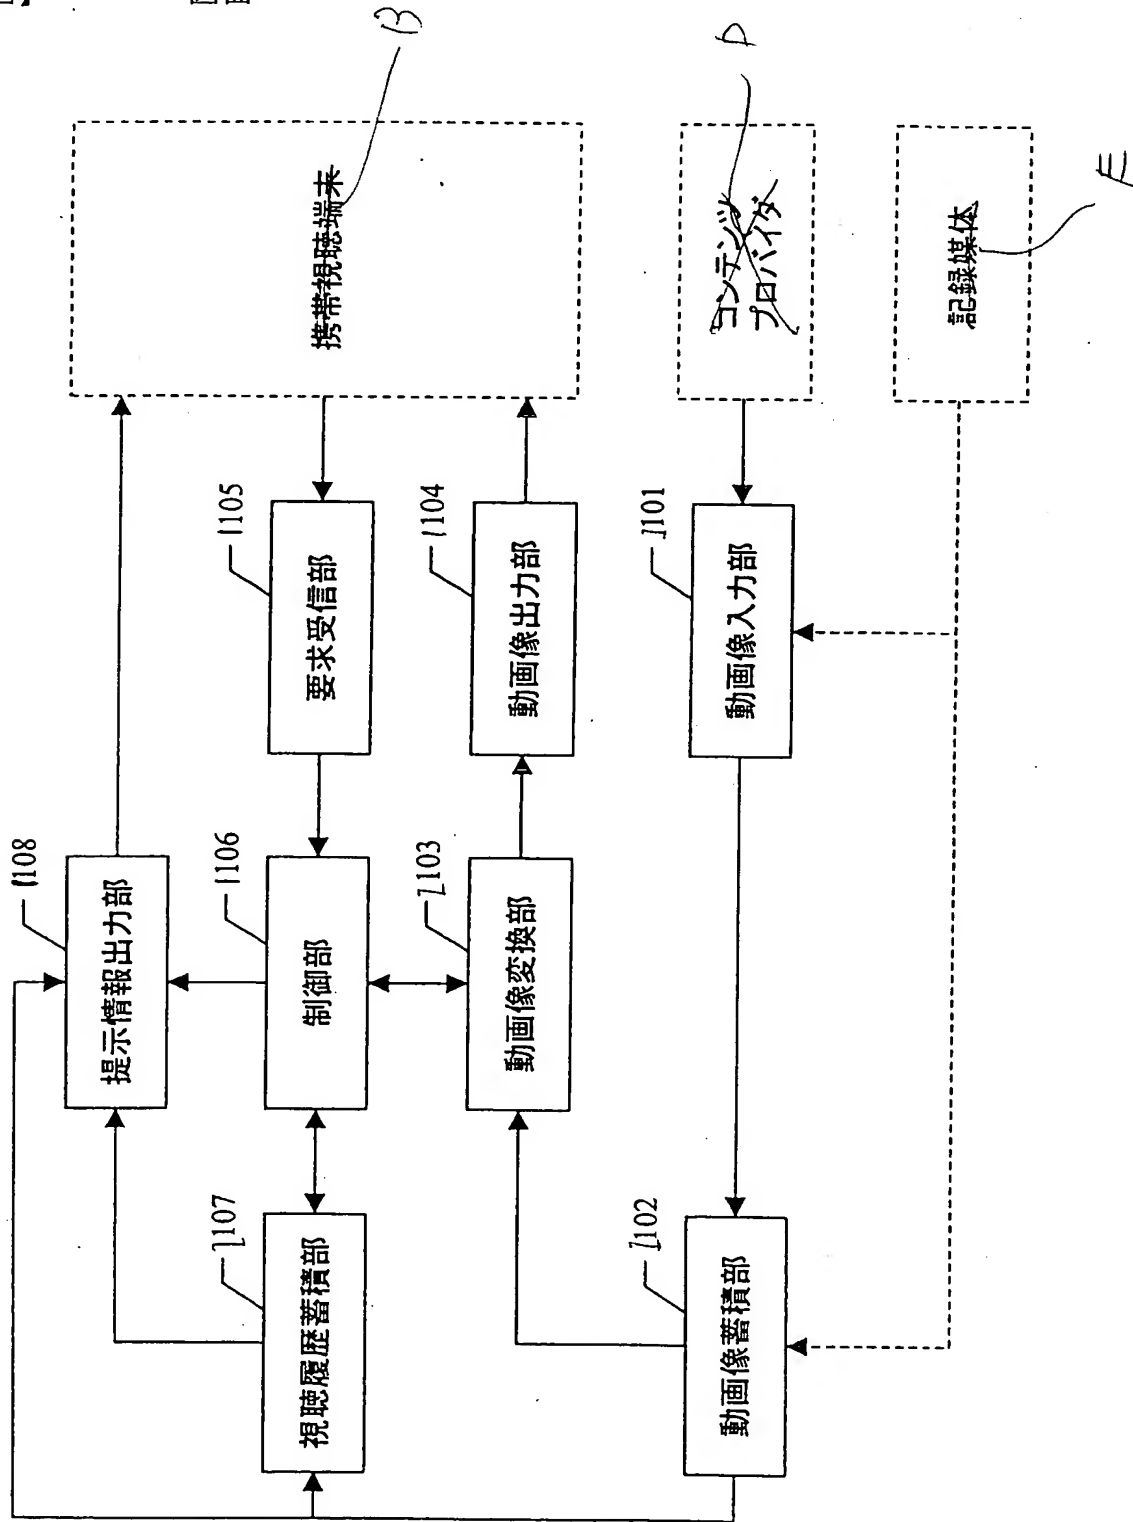 図面
B
携帯視聴端末
D
コンテンツ
プロバイダ
E
記録媒体
1105
要求受信部
1104
動画像出力部
1101
動画像入力部
1108
提示情報出力部
1106
制御部
1103
動画像変換部
1107
視聴履歴蓄積部
1102
動画像蓄積部